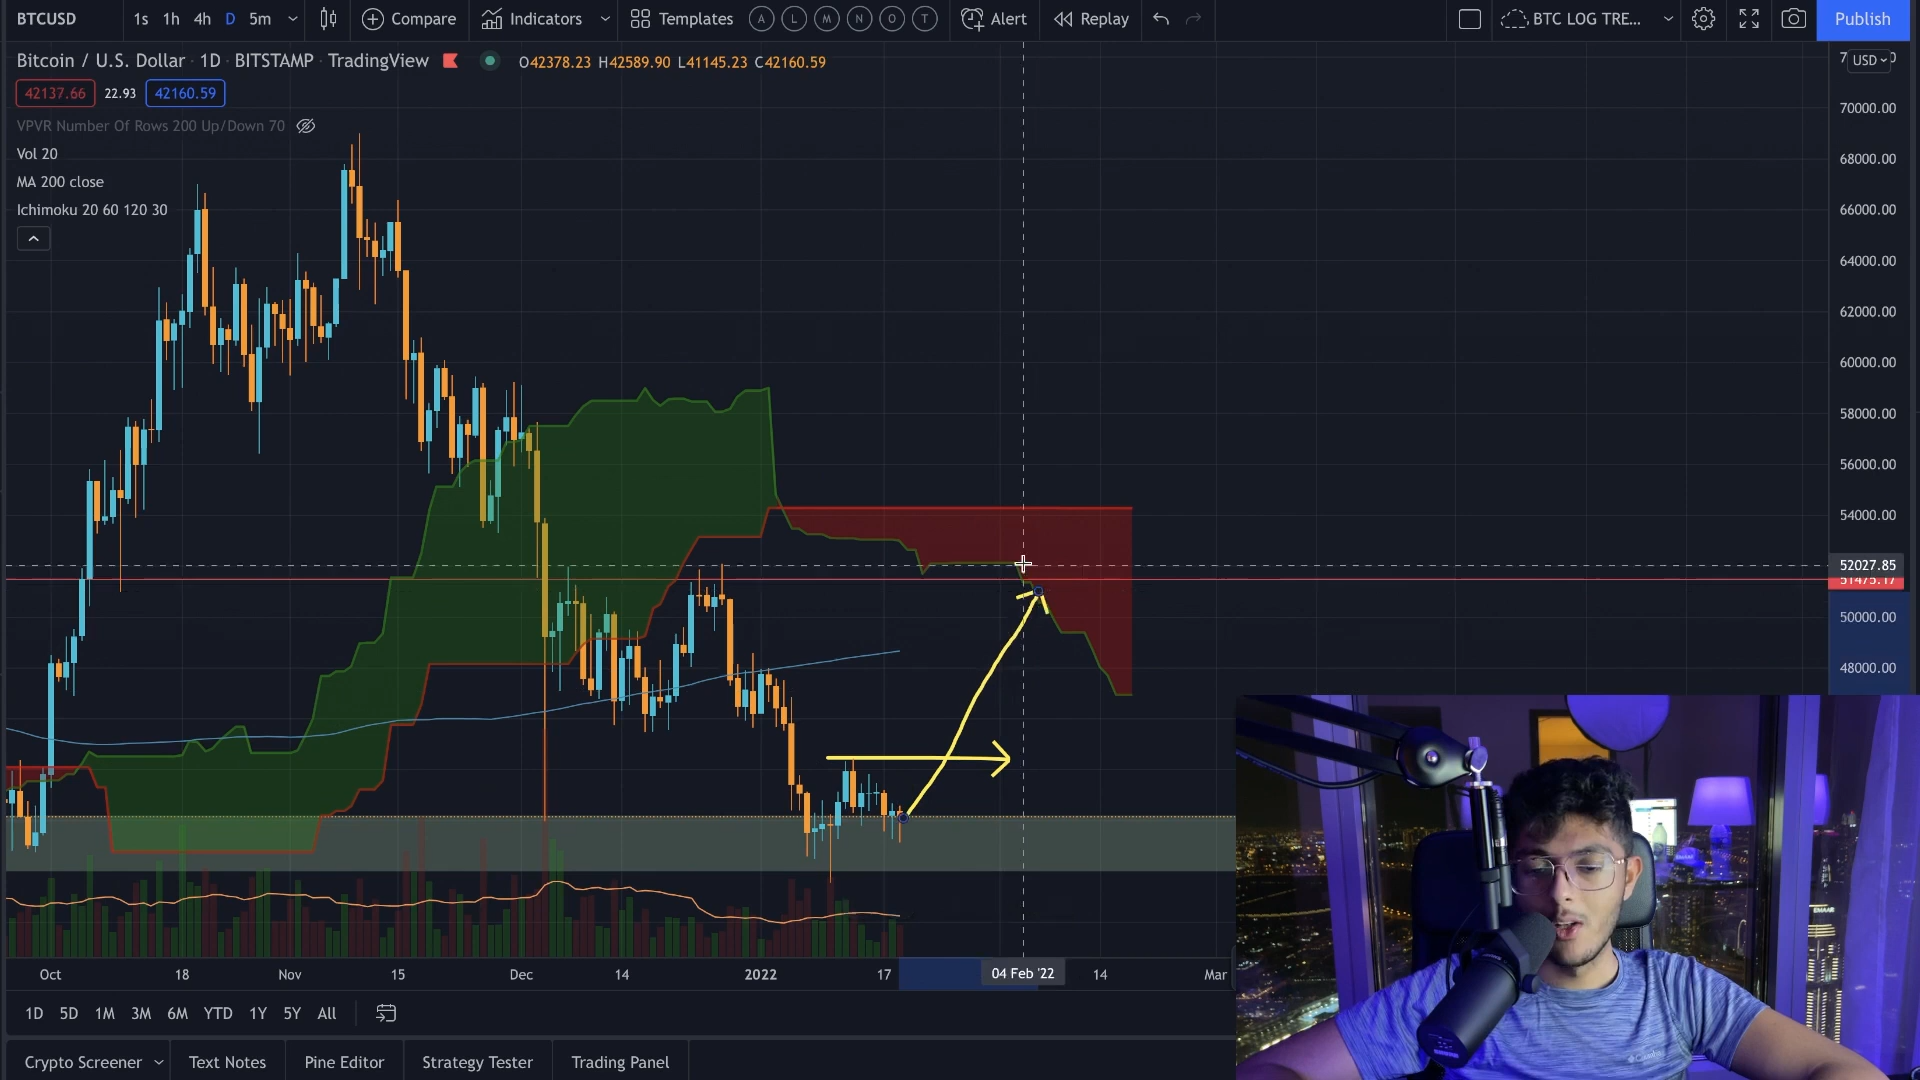 BTCUSD 1s 1h 4h D 5m Compare Indicators Templates A L M N O T Alert Replay BTC LOG TRE... Publish
Bitcoin / U.S. Dollar · 1D · BITSTAMP · TradingView O42378.23 H42589.90 L41145.23 C42160.59
USD
42137.66 22.93 42160.59
VPVR Number Of Rows 200 Up/Down 70
Vol 20
MA 200 close
Ichimoku 20 60 120 30
70000.00
68000.00
66000.00
64000.00
62000.00
60000.00
58000.00
56000.00
54000.00
52027.85
51475.17
50000.00
48000.00
EMAAR
Oct 18 Nov 15 Dec 14 2022 17 04 Feb '22 14 Mar
1D 5D 1M 3M 6M YTD 1Y 5Y All
Crypto Screener Text Notes Pine Editor Strategy Tester Trading Panel